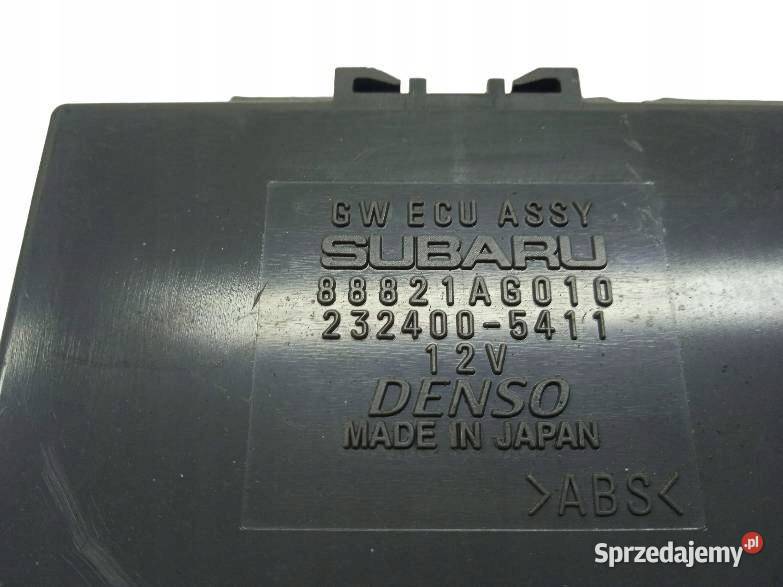 GW ECU ASSY
SUBARU
88821AG010
232400-5411
12V
DENSO
MADE IN JAPAN
>ABS<
Sprzedajemy.pl